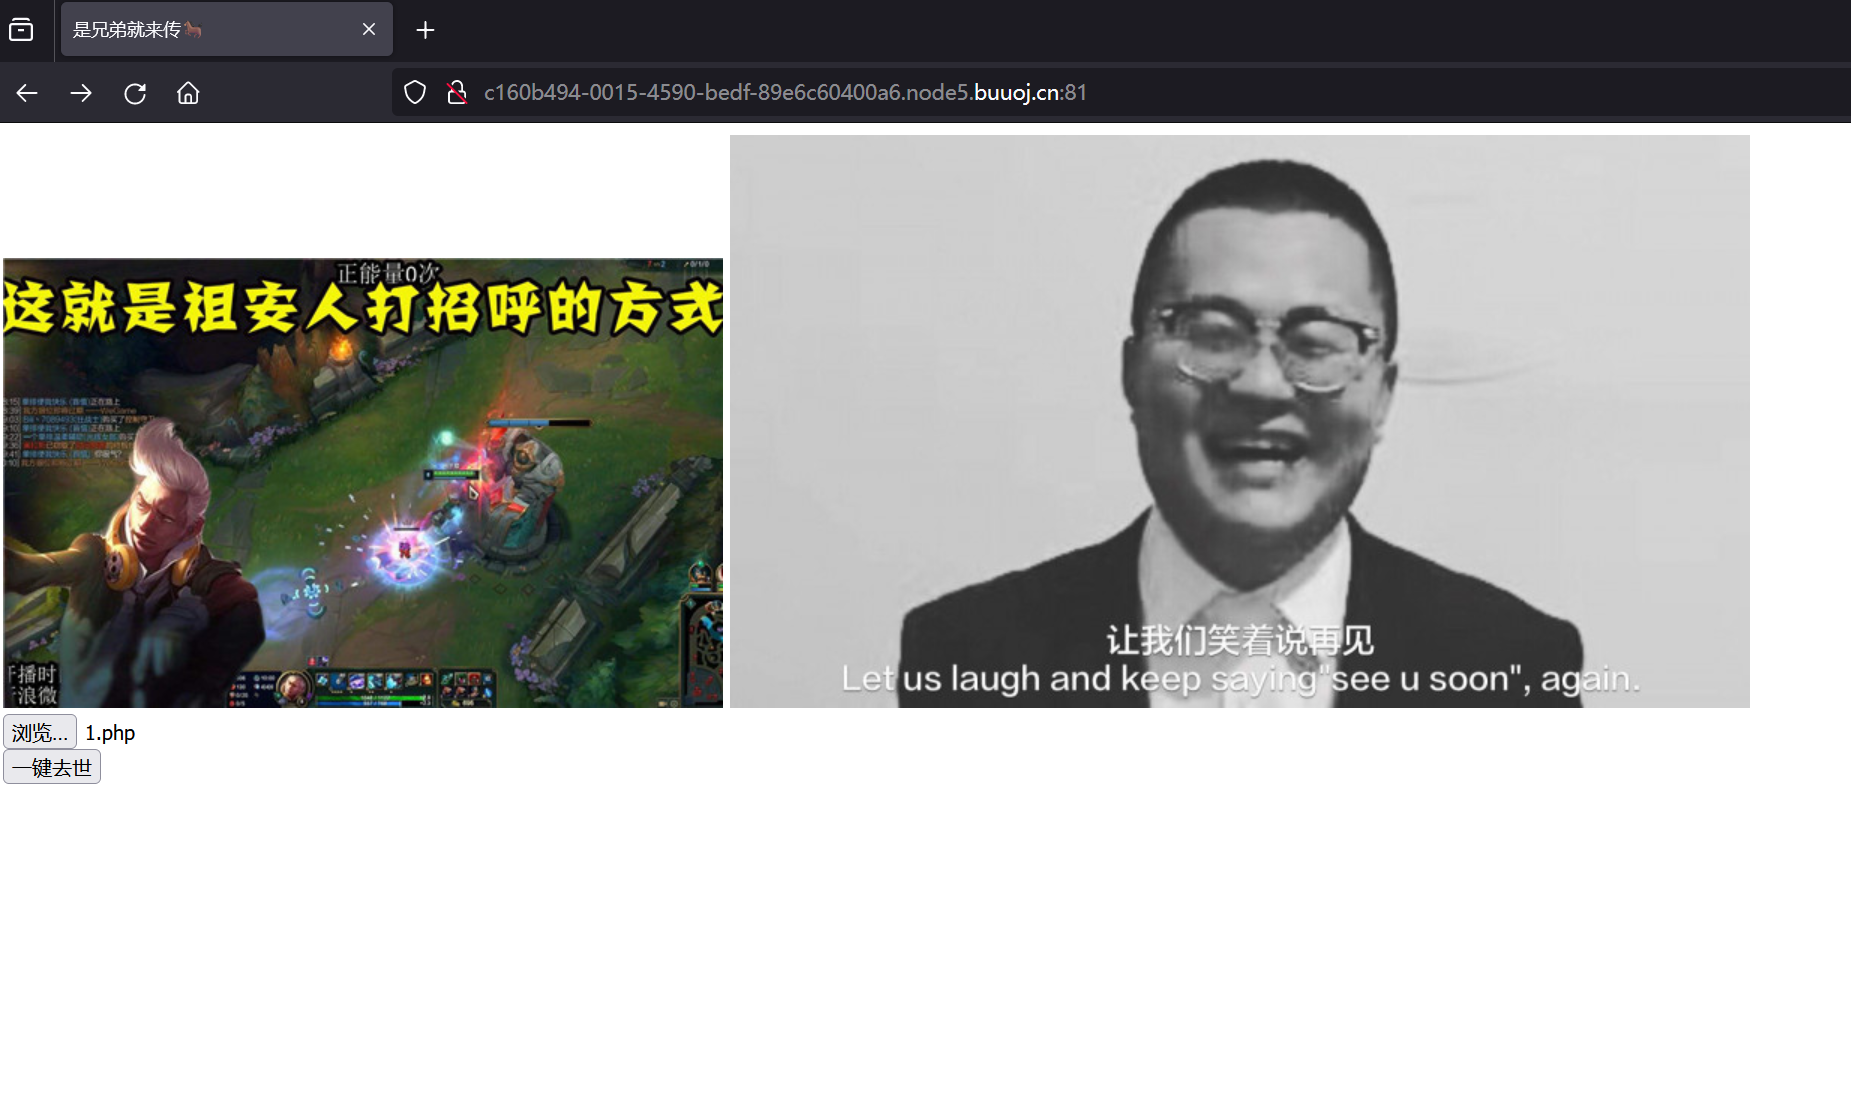 是兄弟就来传🐎
c160b494-0015-4590-bedf-89e6c60400a6.node5.buuoj.cn:81
正能量0次
这就是祖安人打招呼的方式
开播时
新浪微
让我们笑着说再见
Let us laugh and keep saying"see u soon", again.
浏览... 1.php
一键去世